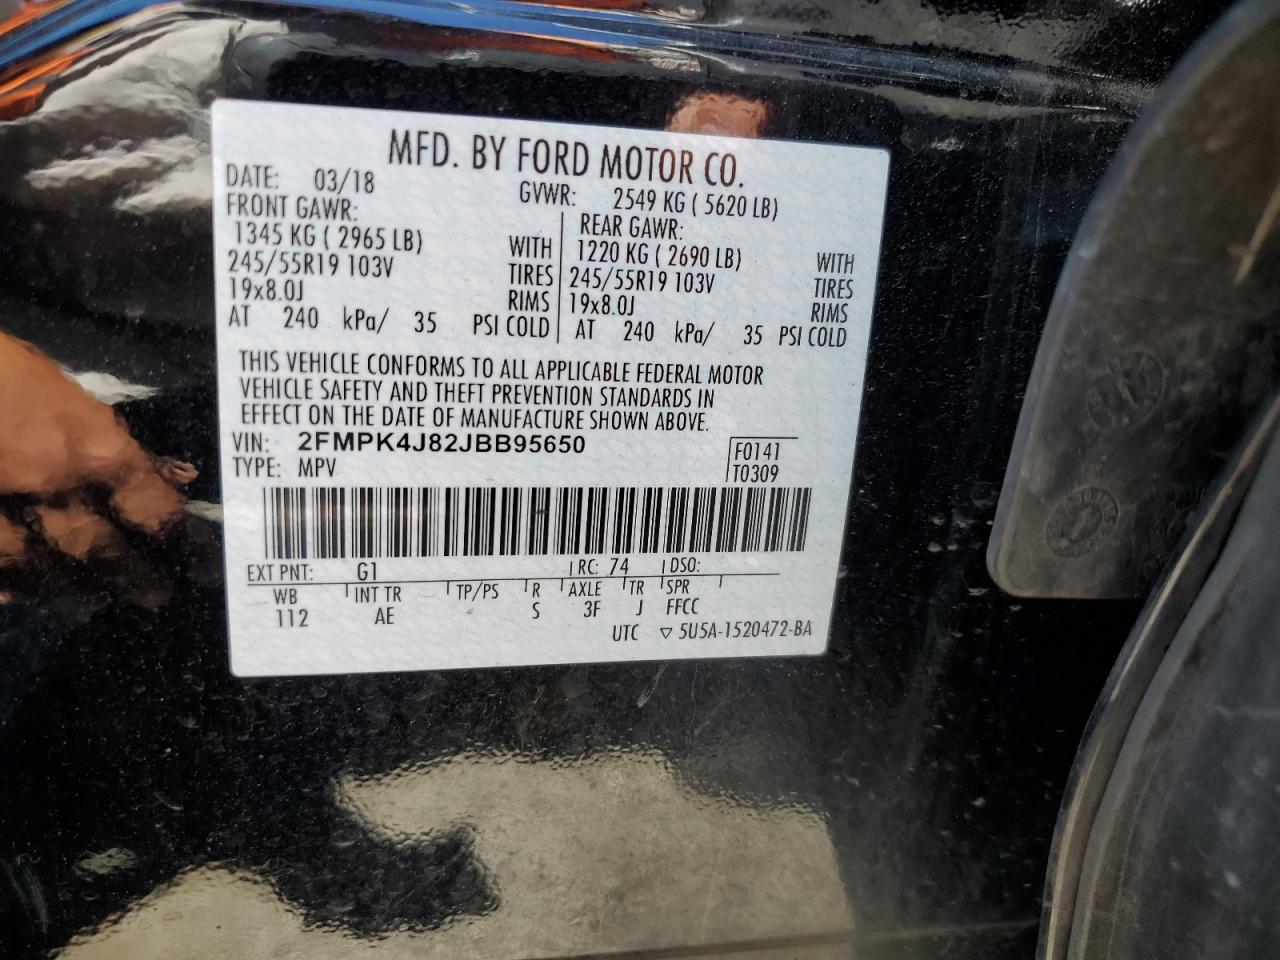 MFD. BY FORD MOTOR CO.
DATE: 03/18 GVWR: 2549 KG ( 5620 LB)
FRONT GAWR: REAR GAWR:
1345 KG ( 2965 LB) WITH 1220 KG ( 2690 LB) WITH
245/55R19 103V TIRES 245/55R19 103V TIRES
19x8.0J RIMS 19x8.0J RIMS
AT 240 kPa/ 35 PSI COLD AT 240 kPa/ 35 PSI COLD
THIS VEHICLE CONFORMS TO ALL APPLICABLE FEDERAL MOTOR
VEHICLE SAFETY AND THEFT PREVENTION STANDARDS IN
EFFECT ON THE DATE OF MANUFACTURE SHOWN ABOVE.
VIN: 2FMPK4J82JBB95650 F0141
TYPE: MPV T0309
EXT PNT: G1 RC: 74 DSO:
WB INT TR TP/PS R AXLE TR SPR
112 AE S 3F J FFCC
UTC ▽ 5U5A-1520472-BA